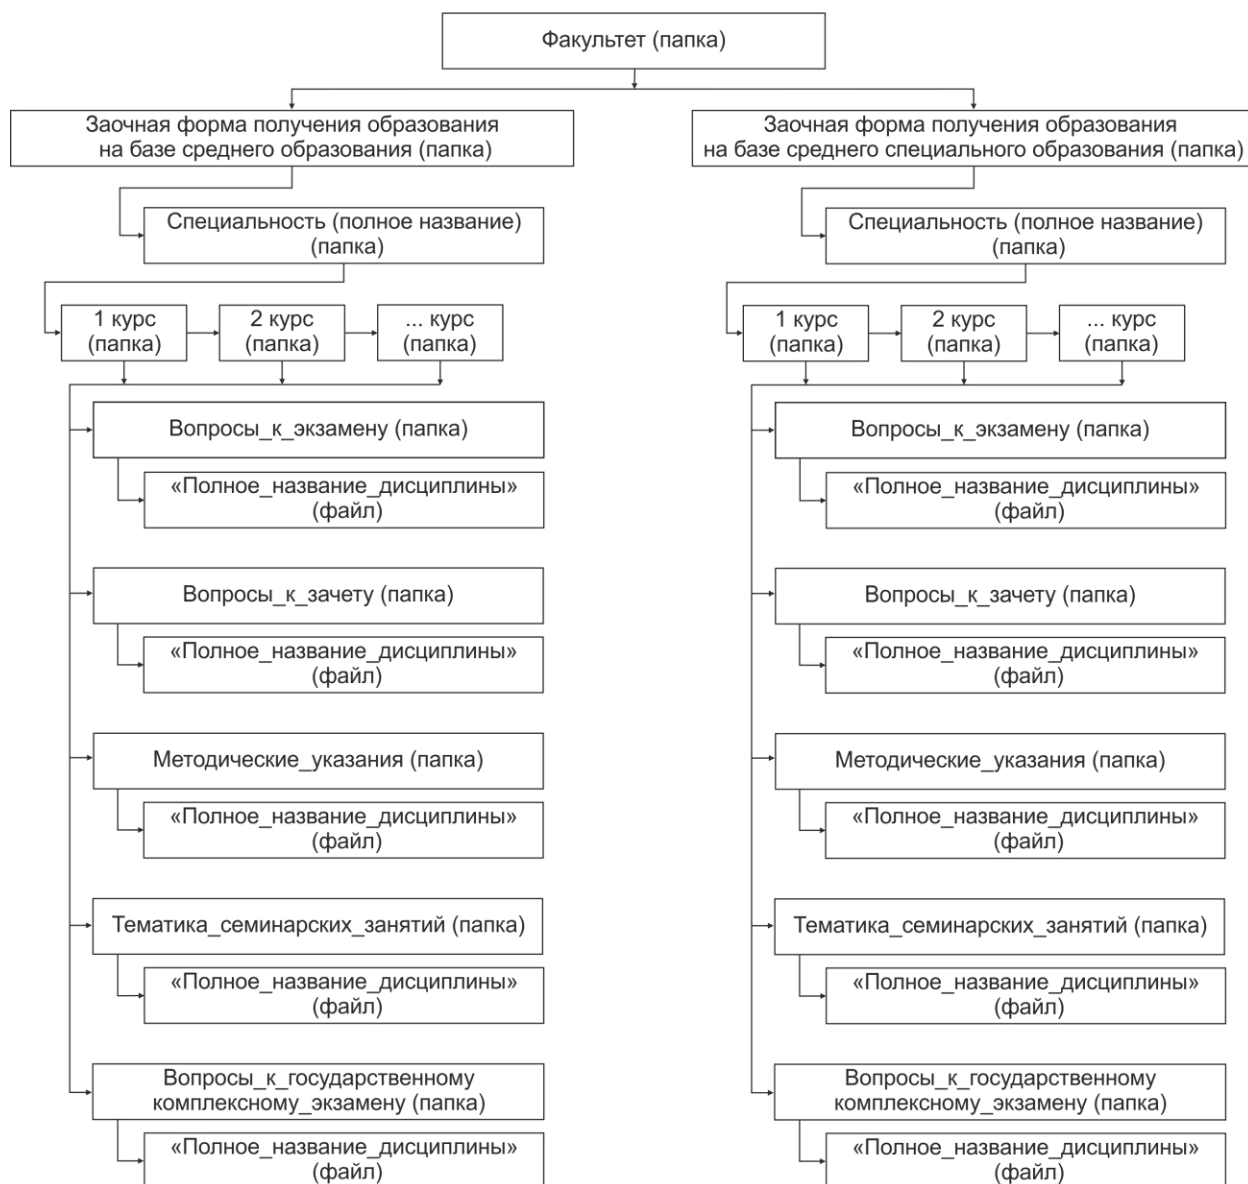 Факультет (папка)
Заочная форма получения образования
на базе среднего образования (папка)
Специальность (полное название)
(папка)
1 курс
(папка)
2 курс
(папка)
... курс
(папка)
Вопросы_к_экзамену (папка)
«Полное_название_дисциплины»
(файл)
Вопросы_к_зачету (папка)
«Полное_название_дисциплины»
(файл)
Методические_указания (папка)
«Полное_название_дисциплины»
(файл)
Тематика_семинарских_занятий (папка)
«Полное_название_дисциплины»
(файл)
Вопросы_к_государственному
комплексному_экзамену (папка)
«Полное_название_дисциплины»
(файл)
Заочная форма получения образования
на базе среднего специального образования (папка)
Специальность (полное название)
(папка)
1 курс
(папка)
2 курс
(папка)
... курс
(папка)
Вопросы_к_экзамену (папка)
«Полное_название_дисциплины»
(файл)
Вопросы_к_зачету (папка)
«Полное_название_дисциплины»
(файл)
Методические_указания (папка)
«Полное_название_дисциплины»
(файл)
Тематика_семинарских_занятий (папка)
«Полное_название_дисциплины»
(файл)
Вопросы_к_государственному
комплексному_экзамену (папка)
«Полное_название_дисциплины»
(файл)